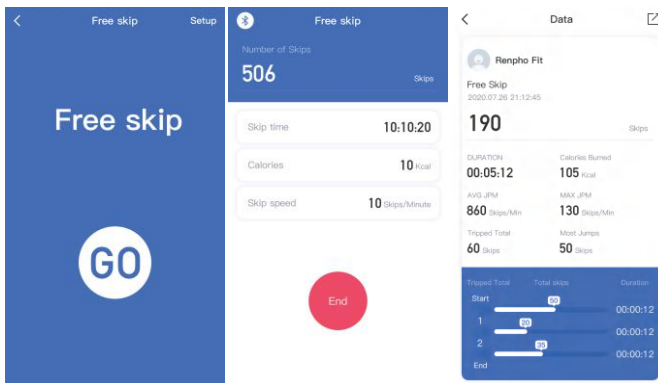 Free skip
Setup
Free skip
GO
Free skip
Number of Skips
506
Skips
Skip time 10:10:20
Calories 10 Kcal
Skip speed 10 Skips/Minute
End
Data
Renpho Fit
Free Skip
2020.07.26 21:12:45
190 Skips
DURATION Calories Burned
00:05:12 105 Kcal
AVG JPM MAX JPM
860 Skips/Min 130 Skips/Min
Tripped Total Most Jumps
60 Skips 50 Skips
Tripped Total Total skips Duration
Start 50
00:00:12
1 20
00:00:12
2 35
00:00:12
End